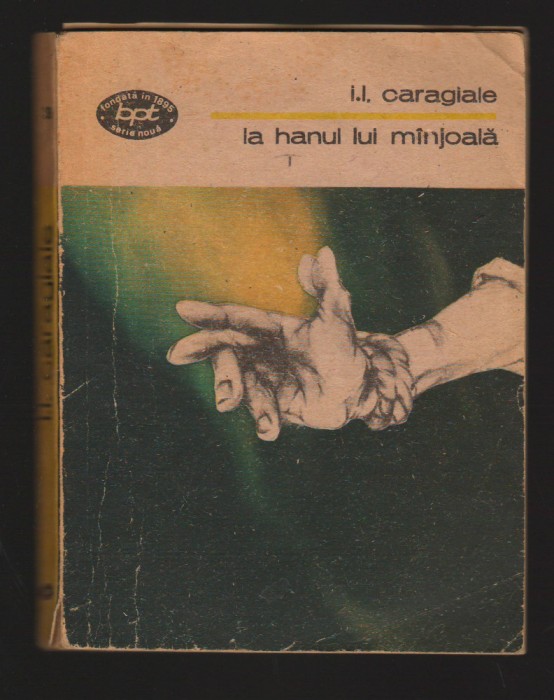 fondată în 1895
bpt
serie nouă
i.l. caragiale
la hanul lui mînjoală
i.l. caragiale